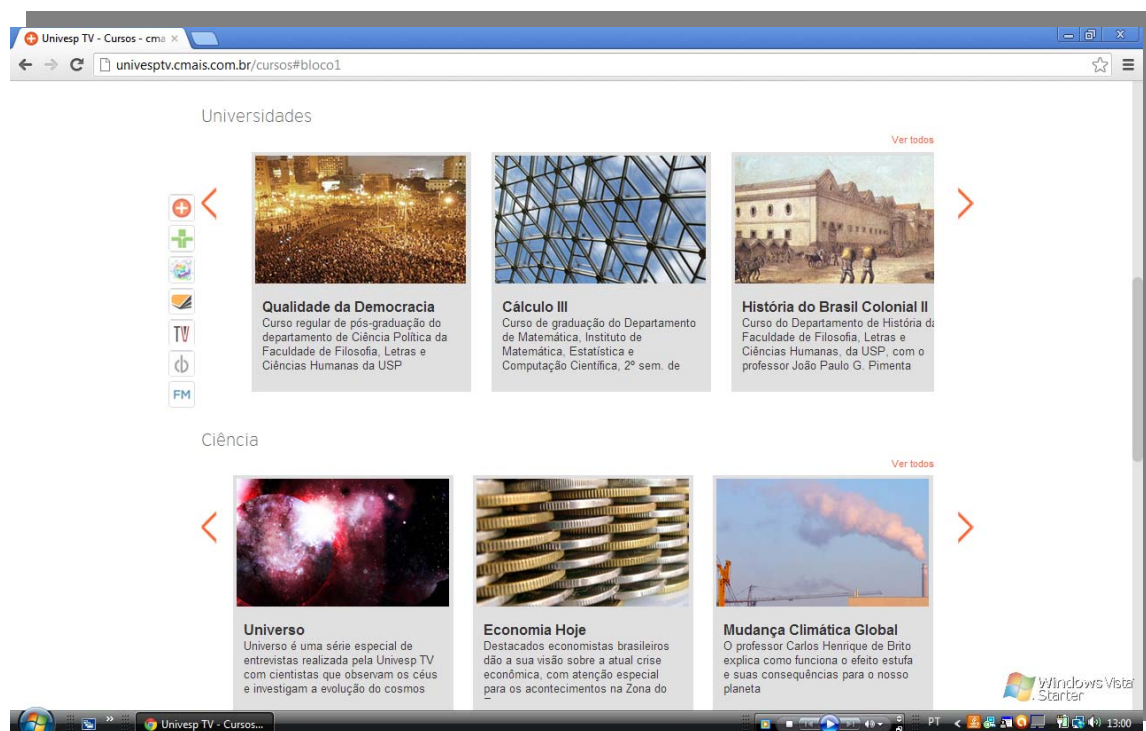 Univesp TV - Cursos - cma
univesptv.cmais.com.br/cursos#bloco1
Universidades
Ver todos
Qualidade da Democracia
Curso regular de pós-graduação do
departamento de Ciência Política da
Faculdade de Filosofia, Letras e
Ciências Humanas da USP
Cálculo III
Curso de graduação do Departamento
de Matemática, Instituto de
Matemática, Estatística e
Computação Científica, 2º sem. de
História do Brasil Colonial II
Curso do Departamento de História da
Faculdade de Filosofia, Letras e
Ciências Humanas, da USP, com o
professor João Paulo G. Pimenta
TV
FM
Ciência
Ver todos
Universo
Universo é uma série especial de
entrevistas realizada pela Univesp TV
com cientistas que observam os céus
e investigam a evolução do cosmos
Economia Hoje
Destacados economistas brasileiros
dão a sua visão sobre a atual crise
econômica, com atenção especial
para os acontecimentos na Zona do
Mudança Climática Global
O professor Carlos Henrique de Brito
explica como funciona o efeito estufa
e suas consequências para o nosso
planeta
Windows Vista
Starter
Univesp TV - Cursos...
PT
13:00